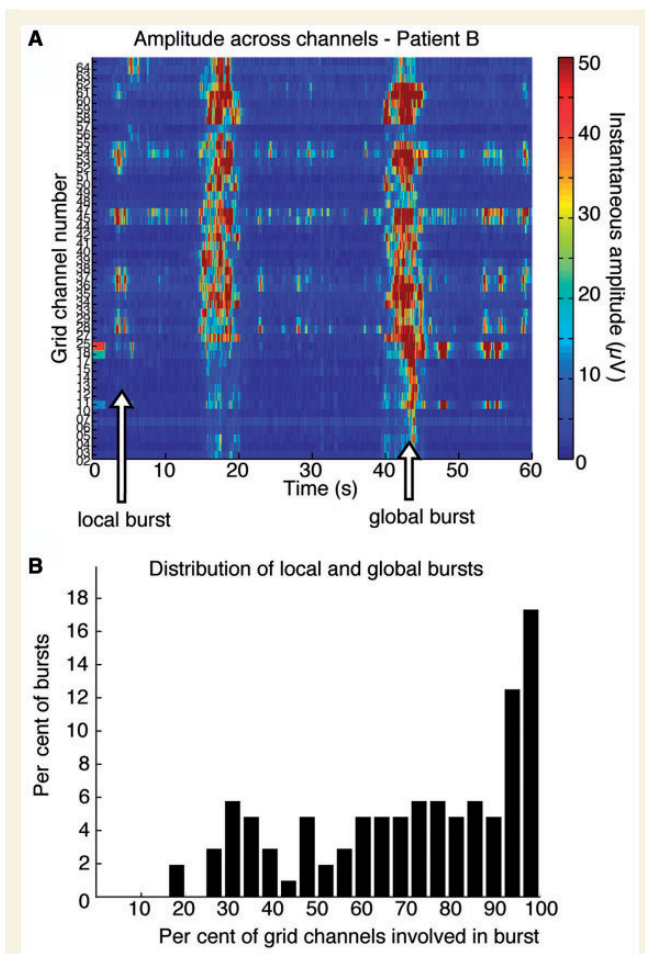 A
Amplitude across channels - Patient B
Grid channel number
0 10 20 30 40 50 60
Time (s)
50
40
30
20
10
0
Instantaneous amplitude (μV)
local burst
global burst
B
Distribution of local and global bursts
Per cent of bursts
18
16
14
12
10
8
6
4
2
0
10 20 30 40 50 60 70 80 90 100
Per cent of grid channels involved in burst